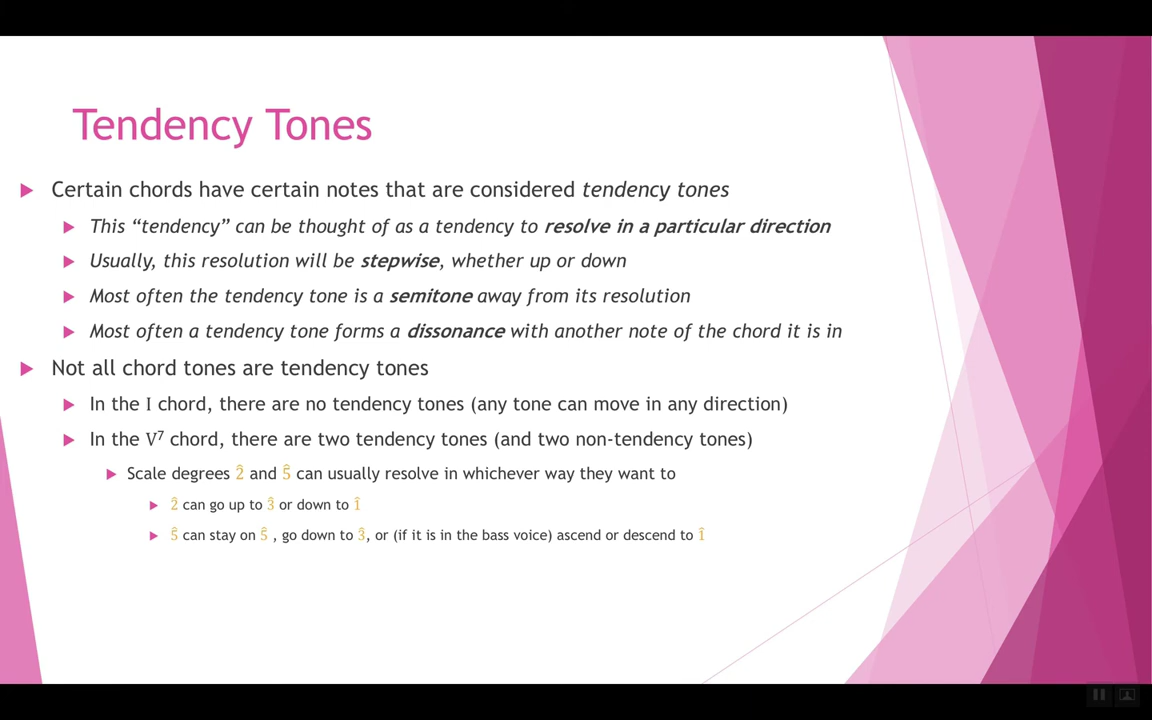 Tendency Tones
Certain chords have certain notes that are considered tendency tones
This “tendency” can be thought of as a tendency to resolve in a particular direction
Usually, this resolution will be stepwise, whether up or down
Most often the tendency tone is a semitone away from its resolution
Most often a tendency tone forms a dissonance with another note of the chord it is in
Not all chord tones are tendency tones
In the I chord, there are no tendency tones (any tone can move in any direction)
In the V⁷ chord, there are two tendency tones (and two non-tendency tones)
Scale degrees 2̂ and 5̂ can usually resolve in whichever way they want to
2̂ can go up to 3̂ or down to 1̂
5̂ can stay on 5̂ , go down to 3̂, or (if it is in the bass voice) ascend or descend to 1̂